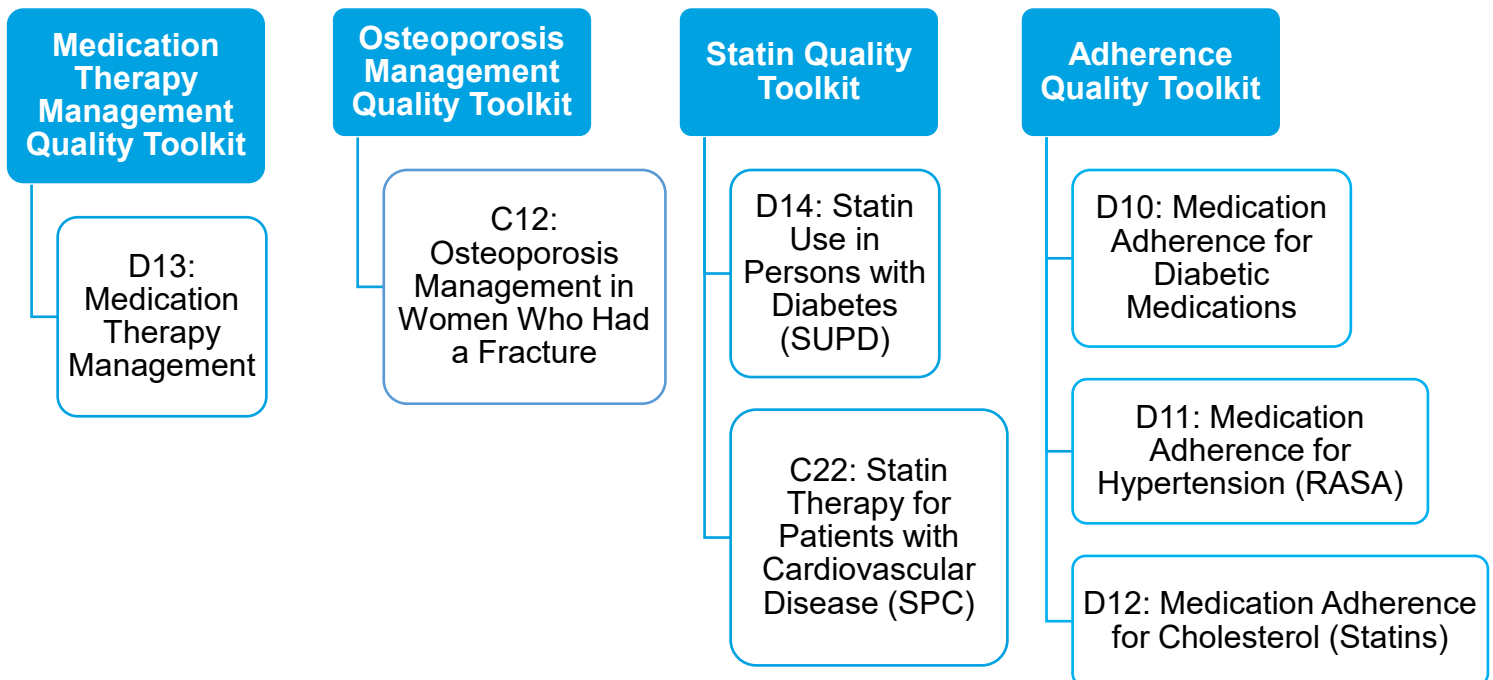 Medication
Therapy
Management
Quality Toolkit
D13:
Medication
Therapy
Management
Osteoporosis
Management
Quality Toolkit
C12:
Osteoporosis
Management in
Women Who Had
a Fracture
Statin Quality
Toolkit
D14: Statin
Use in
Persons with
Diabetes
(SUPD)
C22: Statin
Therapy for
Patients with
Cardiovascular
Disease (SPC)
Adherence
Quality Toolkit
D10: Medication
Adherence for
Diabetic
Medications
D11: Medication
Adherence for
Hypertension (RASA)
D12: Medication Adherence
for Cholesterol (Statins)